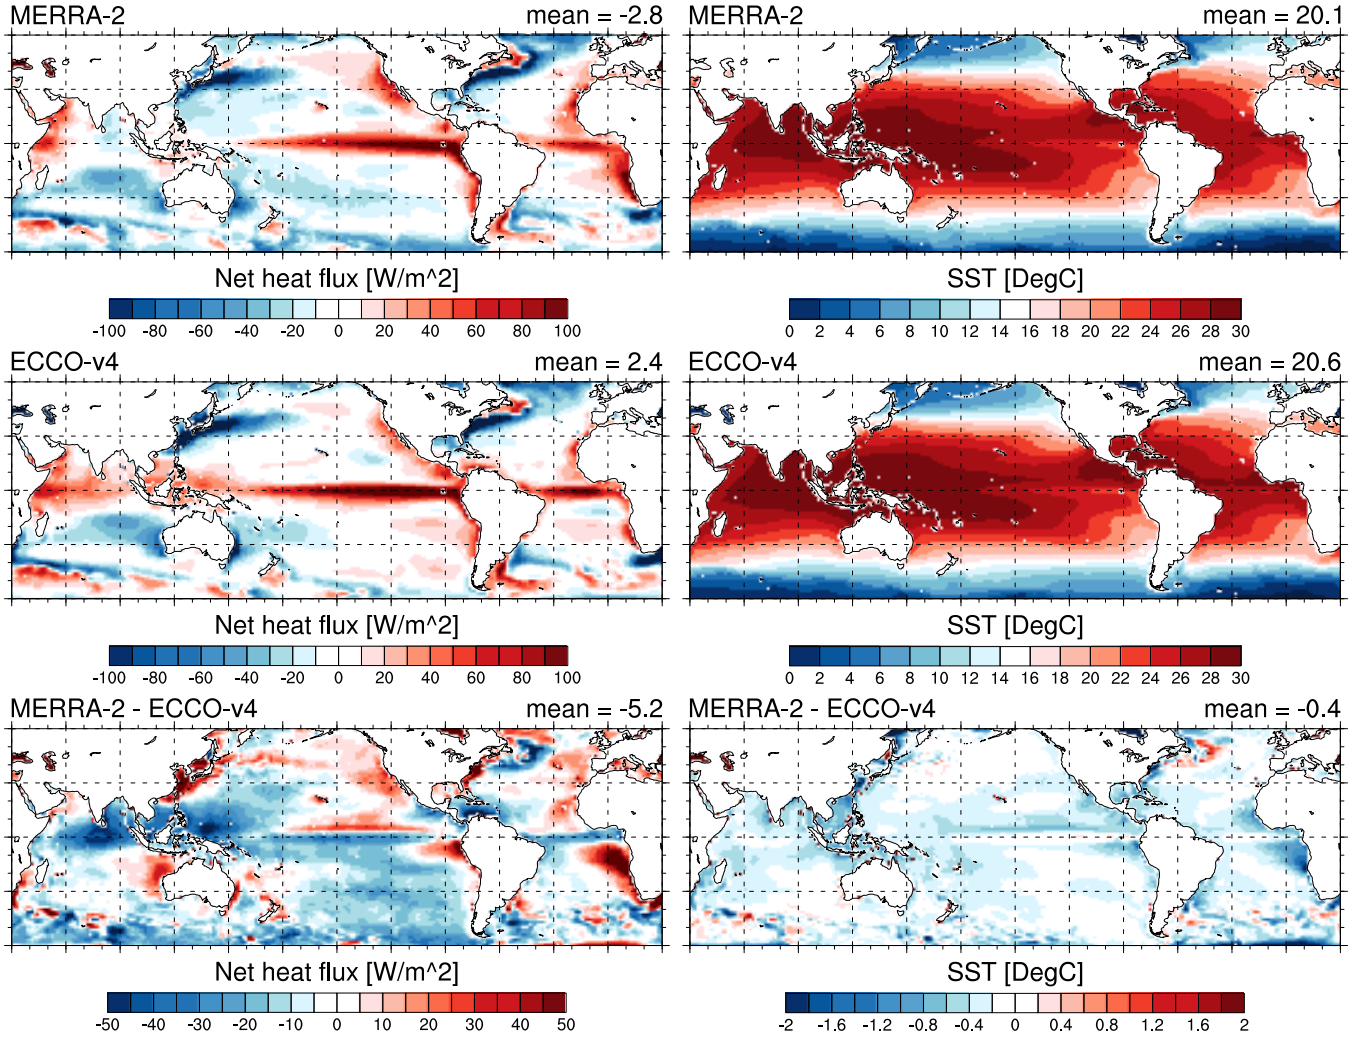 MERRA-2 mean = -2.8
MERRA-2 mean = 20.1
Net heat flux [W/m^2]
SST [DegC]
-100 -80 -60 -40 -20 0 20 40 60 80 100
0 2 4 6 8 10 12 14 16 18 20 22 24 26 28 30
ECCO-v4 mean = 2.4
ECCO-v4 mean = 20.6
Net heat flux [W/m^2]
SST [DegC]
-100 -80 -60 -40 -20 0 20 40 60 80 100
0 2 4 6 8 10 12 14 16 18 20 22 24 26 28 30
MERRA-2 - ECCO-v4 mean = -5.2
MERRA-2 - ECCO-v4 mean = -0.4
Net heat flux [W/m^2]
SST [DegC]
-50 -40 -30 -20 -10 0 10 20 30 40 50
-2 -1.6 -1.2 -0.8 -0.4 0 0.4 0.8 1.2 1.6 2